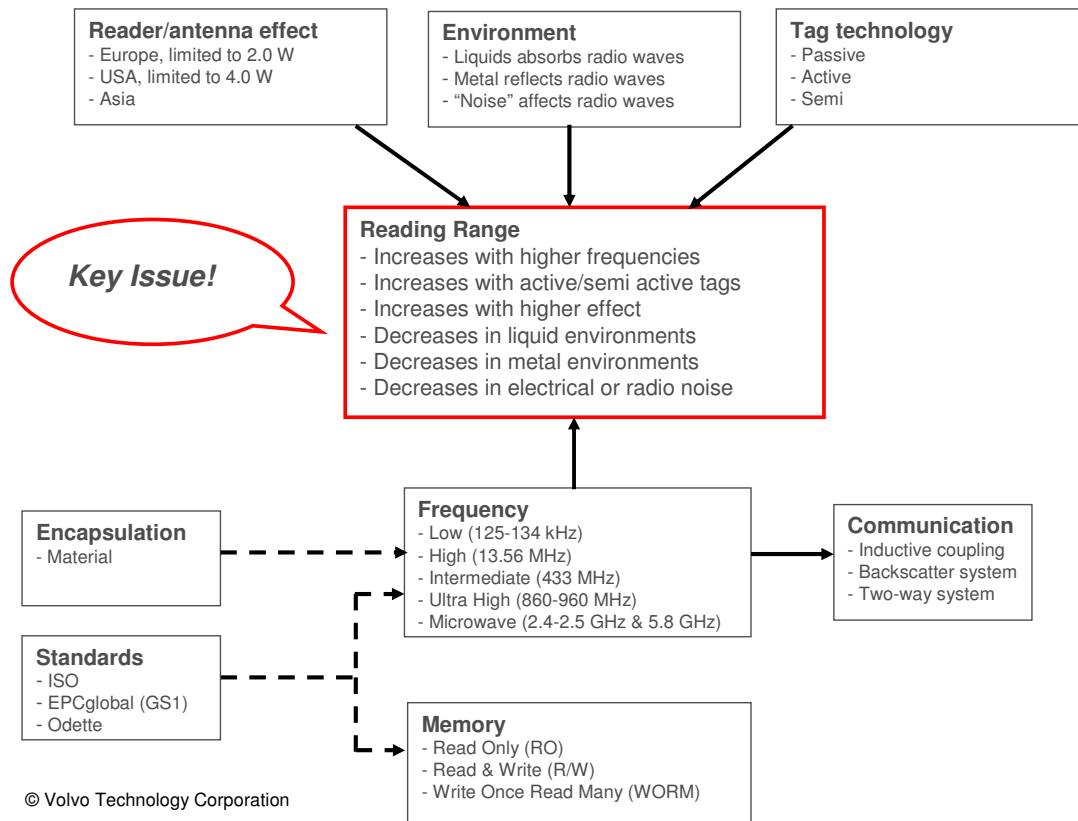 Reader/antenna effect
- Europe, limited to 2.0 W
- USA, limited to 4.0 W
- Asia
Environment
- Liquids absorbs radio waves
- Metal reflects radio waves
- “Noise” affects radio waves
Tag technology
- Passive
- Active
- Semi
Key Issue!
Reading Range
- Increases with higher frequencies
- Increases with active/semi active tags
- Increases with higher effect
- Decreases in liquid environments
- Decreases in metal environments
- Decreases in electrical or radio noise
Encapsulation
- Material
Frequency
- Low (125-134 kHz)
- High (13.56 MHz)
- Intermediate (433 MHz)
- Ultra High (860-960 MHz)
- Microwave (2.4-2.5 GHz & 5.8 GHz)
Communication
- Inductive coupling
- Backscatter system
- Two-way system
Standards
- ISO
- EPCglobal (GS1)
- Odette
Memory
- Read Only (RO)
- Read & Write (R/W)
- Write Once Read Many (WORM)
© Volvo Technology Corporation